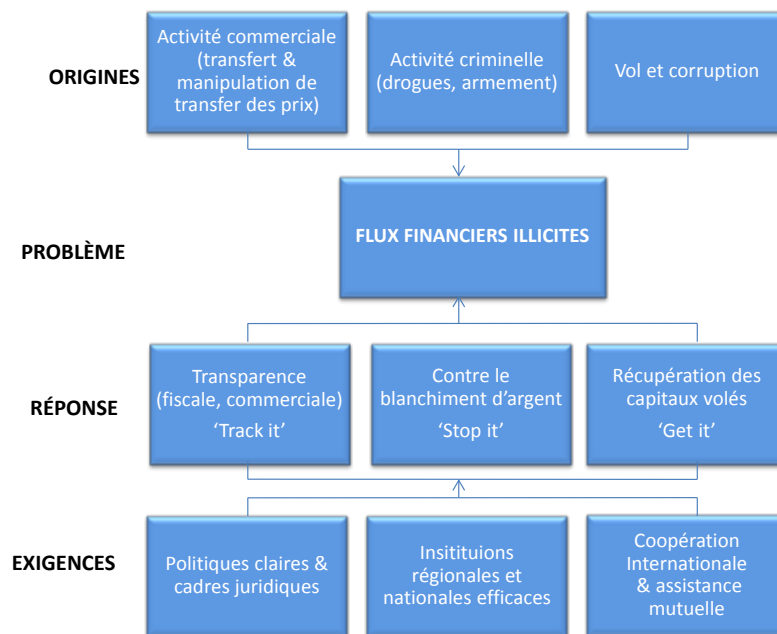 ORIGINES
Activité commerciale
(transfert &
manipulation de
transfer des prix)
Activité criminelle
(drogues, armement)
Vol et corruption
PROBLÈME
FLUX FINANCIERS ILLICITES
RÉPONSE
Transparence
(fiscale, commerciale)
‘Track it’
Contre le
blanchiment d’argent
‘Stop it’
Récupération des
capitaux volés
‘Get it’
EXIGENCES
Politiques claires &
cadres juridiques
Insitituions
régionales et
nationales efficaces
Coopération
Internationale
& assistance
mutuelle